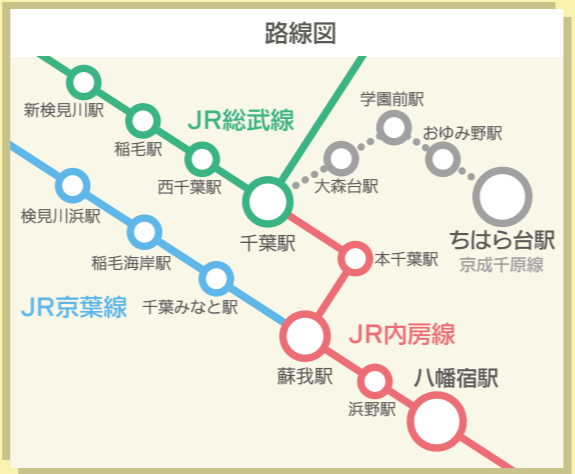 路線図
学園前駅
新検見川駅
JR総武線
おゆみ野駅
稲毛駅
西千葉駅
大森台駅
検見川浜駅
千葉駅
ちはら台駅
稲毛海岸駅
本千葉駅
京成千原線
JR京葉線
千葉みなと駅
JR内房線
蘇我駅
八幡宿駅
浜野駅